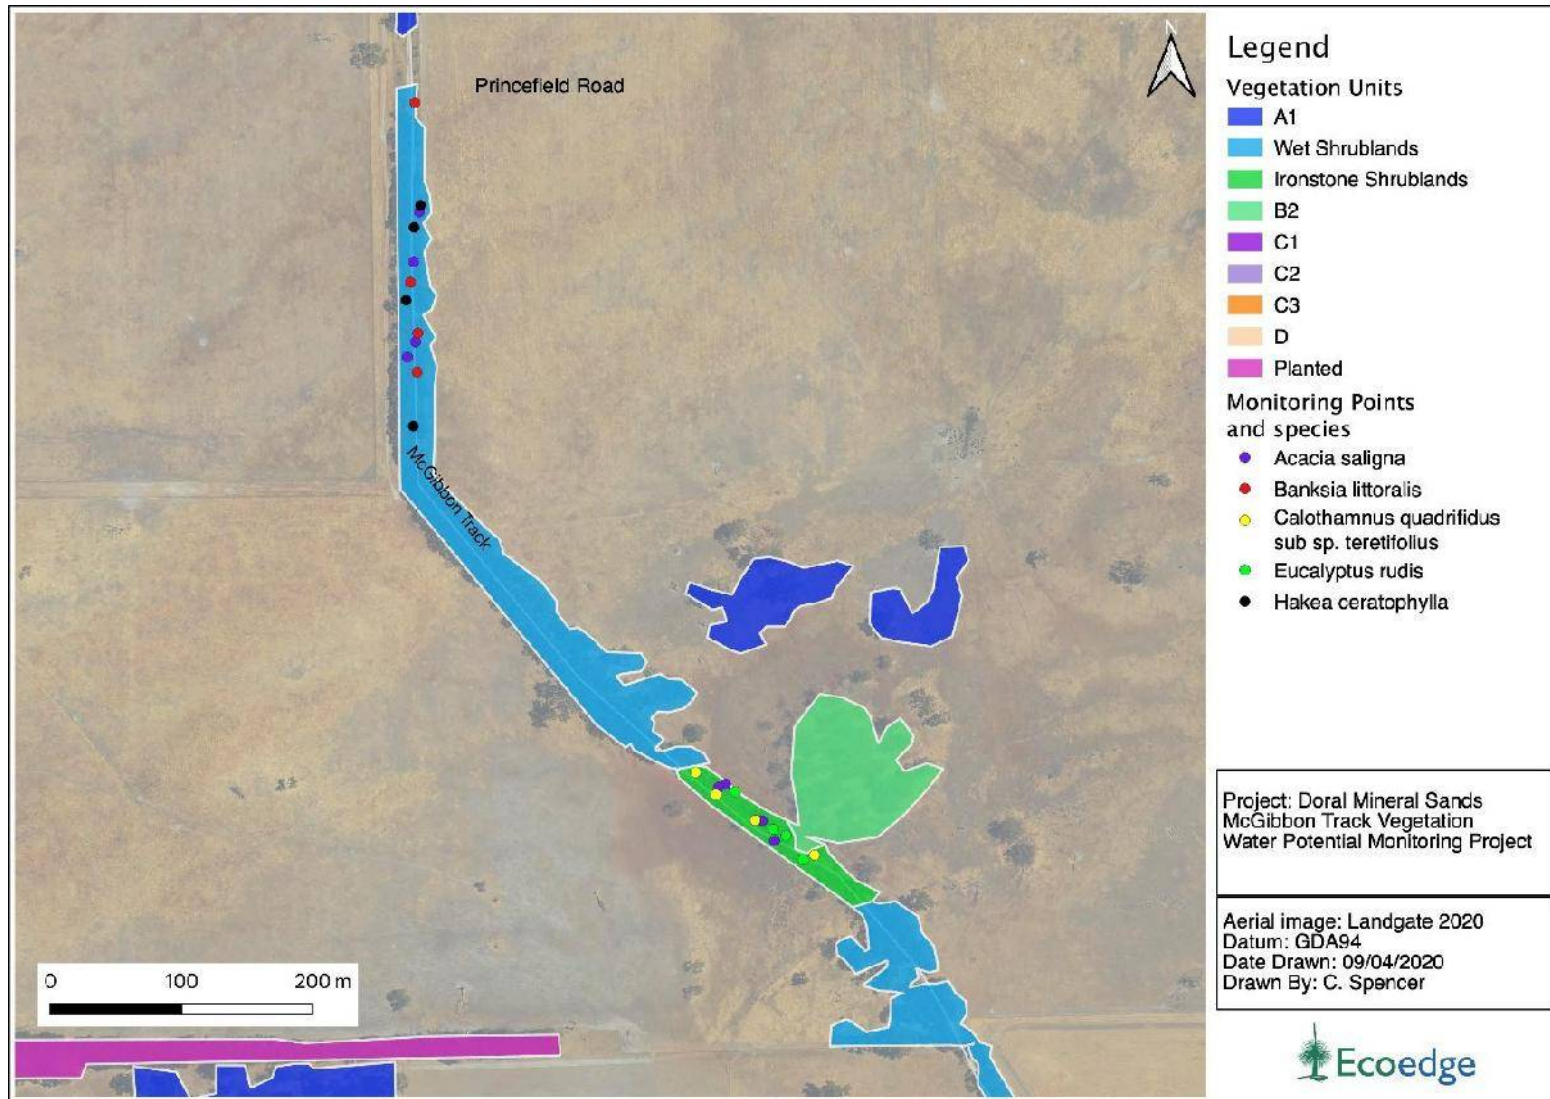 Princefield Road
McGibbon Track
N
0 100 200 m
Legend
Vegetation Units
A1
Wet Shrublands
Ironstone Shrublands
B2
C1
C2
C3
D
Planted
Monitoring Points
and species
Acacia saligna
Banksia littoralis
Calothamnus quadrifidus
sub sp. teretifolius
Eucalyptus rudis
Hakea ceratophylla
Project: Doral Mineral Sands
McGibbon Track Vegetation
Water Potential Monitoring Project
Aerial image: Landgate 2020
Datum: GDA94
Date Drawn: 09/04/2020
Drawn By: C. Spencer
Ecoedge